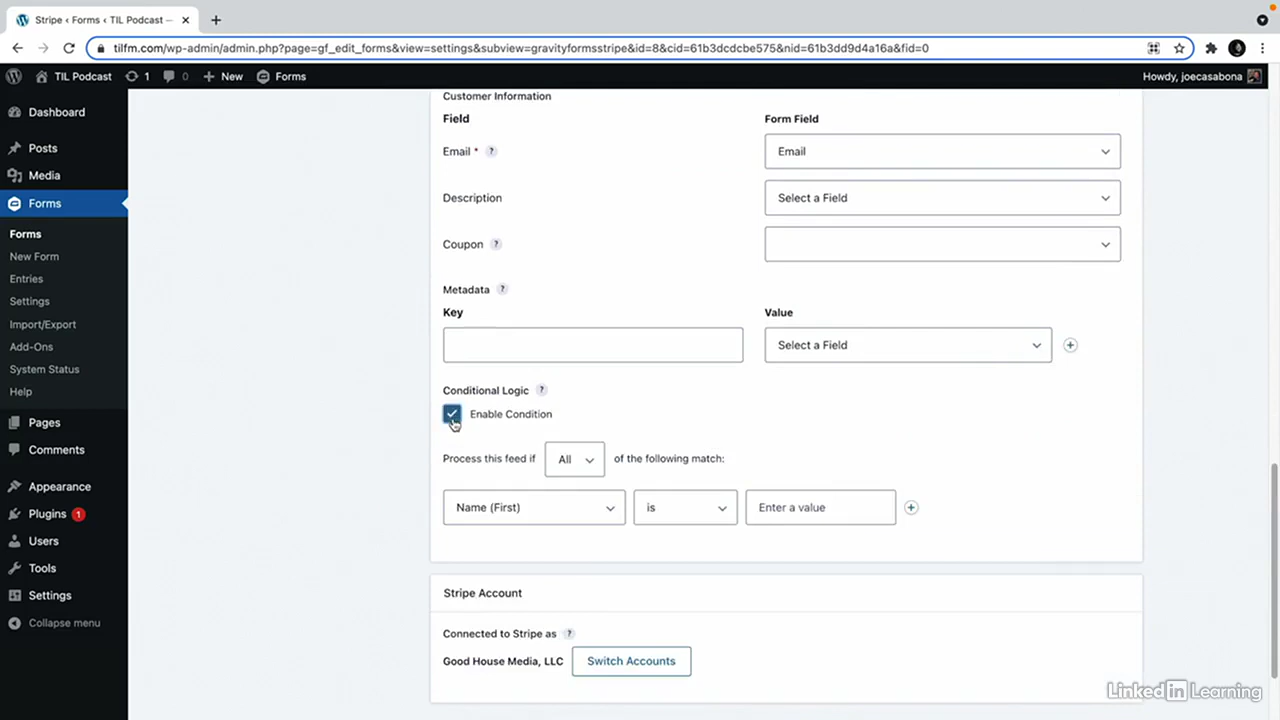 Stripe ‹ Forms ‹ TIL Podcast —
tilfm.com/wp-admin/admin.php?page=gf_edit_forms&view=settings&subview=gravityformsstripe&id=8&cid=61b3dcdcbe575&nid=61b3dd9d4a16a&fid=0
TIL Podcast 1 0 New Forms Howdy, joecasabona
Dashboard
Posts
Media
Forms
Forms
New Form
Entries
Settings
Import/Export
Add-Ons
System Status
Help
Pages
Comments
Appearance
Plugins 1
Users
Tools
Settings
Collapse menu
Customer Information
Field Form Field
Email * ? Email
Description Select a Field
Coupon ?
Metadata ?
Key Value
Select a Field
Conditional Logic ?
Enable Condition
Process this feed if All of the following match:
Name (First) is Enter a value
Stripe Account
Connected to Stripe as ?
Good House Media, LLC Switch Accounts
LinkedIn Learning